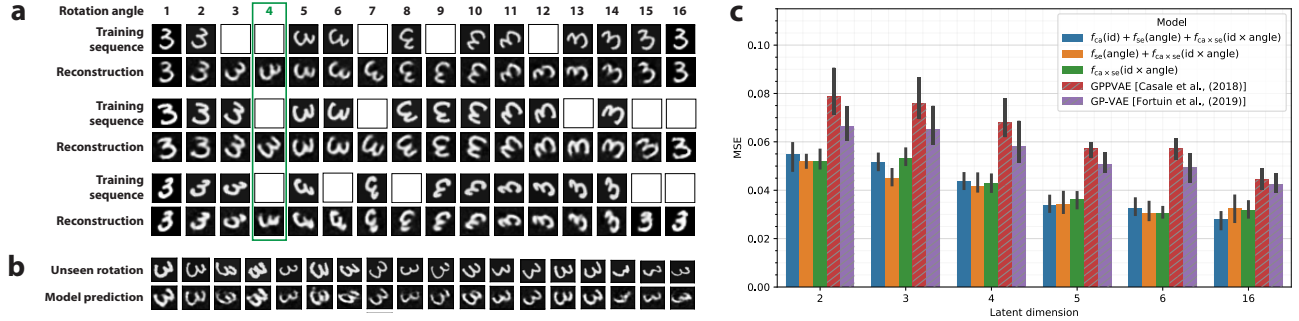 a
Rotation angle 1 2 3 4 5 6 7 8 9 10 11 12 13 14 15 16
Training
sequence
Reconstruction
Training
sequence
Reconstruction
Training
sequence
Reconstruction
b
Unseen rotation
Model prediction
c
MSE
0.10
0.08
0.06
0.04
0.02
0.00
Model
f_ca(id) + f_se(angle) + f_ca×se(id × angle)
f_se(angle) + f_ca×se(id × angle)
f_ca×se(id × angle)
GPPVAE [Casale et al., (2018)]
GP-VAE [Fortuin et al., (2019)]
2 3 4 5 6 16
Latent dimension